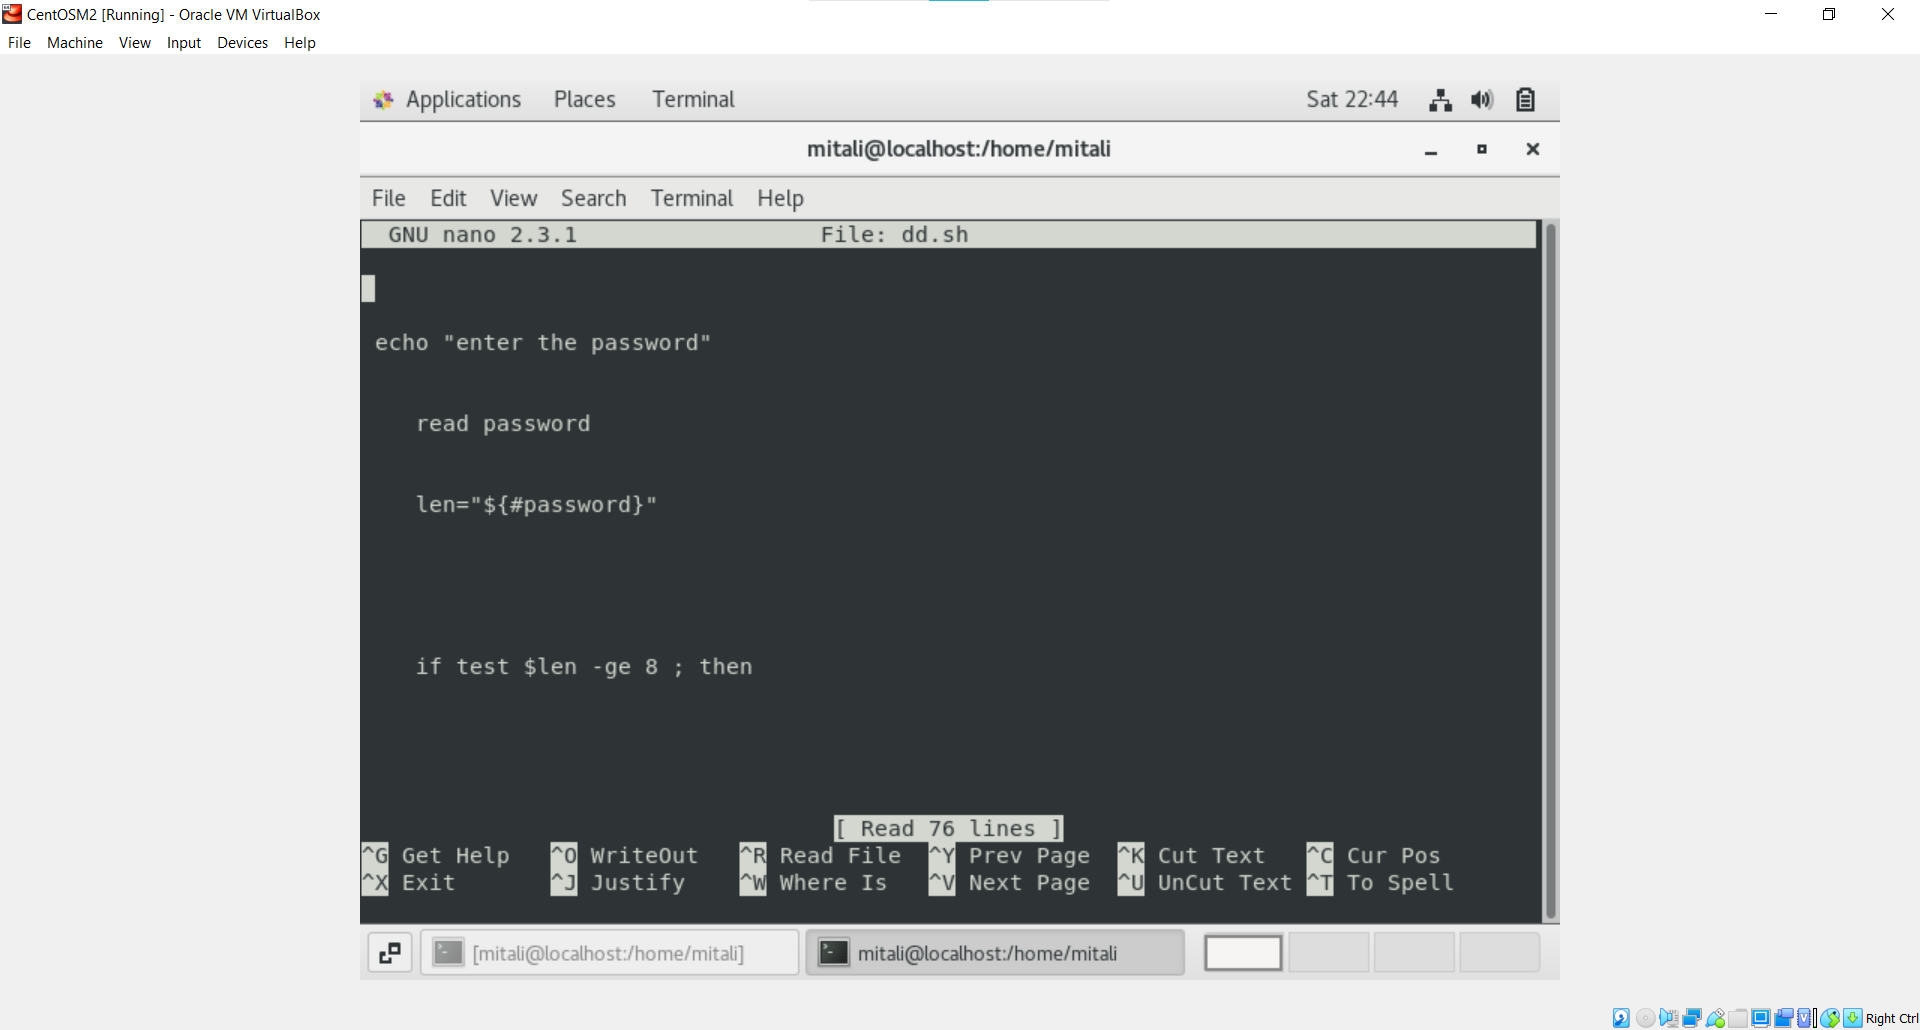 CentOSM2 [Running] - Oracle VM VirtualBox
File Machine View Input Devices Help
Applications Places Terminal Sat 22:44
mitali@localhost:/home/mitali
File Edit View Search Terminal Help
GNU nano 2.3.1 File: dd.sh
echo "enter the password"
read password
len="${#password}"
if test $len -ge 8 ; then
[ Read 76 lines ]
^G Get Help ^O WriteOut ^R Read File ^Y Prev Page ^K Cut Text ^C Cur Pos
^X Exit ^J Justify ^W Where Is ^V Next Page ^U UnCut Text ^T To Spell
[mitali@localhost:/home/mitali] mitali@localhost:/home/mitali
Right Ctrl